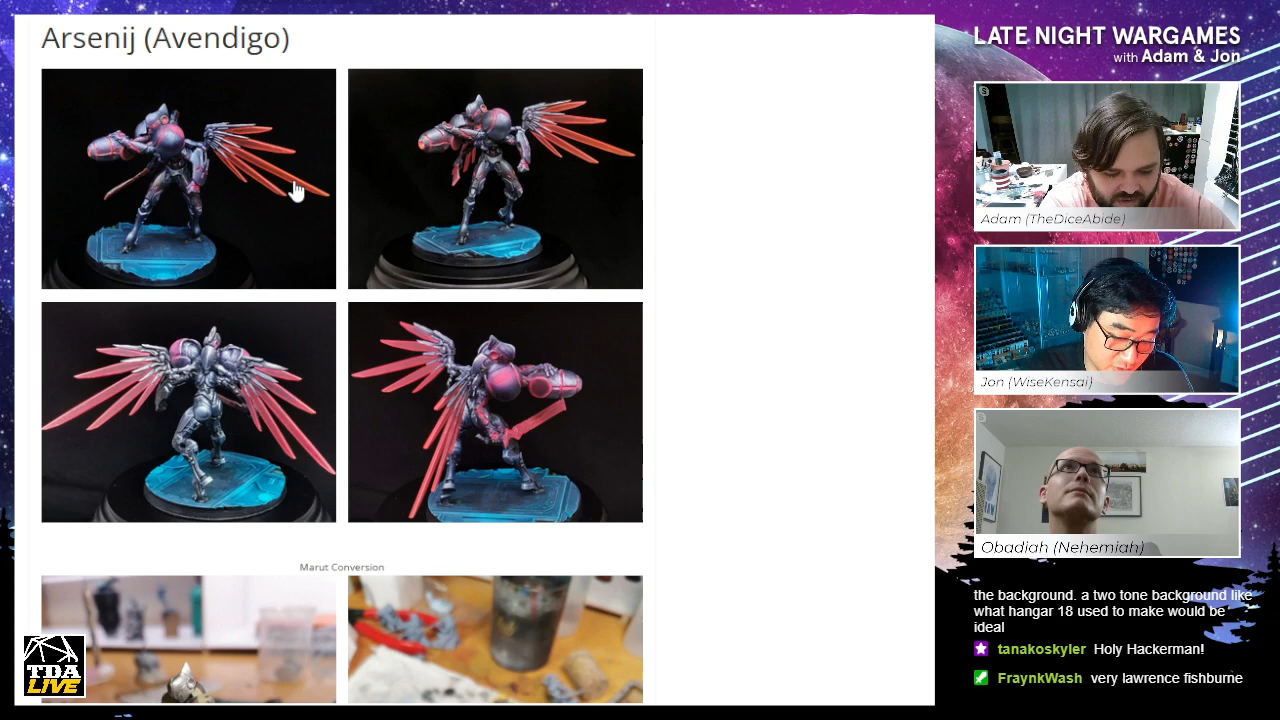 Arsenij (Avendigo)
Marut Conversion
TDA
LIVE
LATE NIGHT WARGAMES
with Adam & Jon
Adam (TheDiceAbide)
Jon (WiseKensai)
Obadiah (Nehemiah)
the background. a two tone background like
what hangar 18 used to make would be
ideal
tanakoskyler Holy Hackerman!
FraynkWash very lawrence fishburne